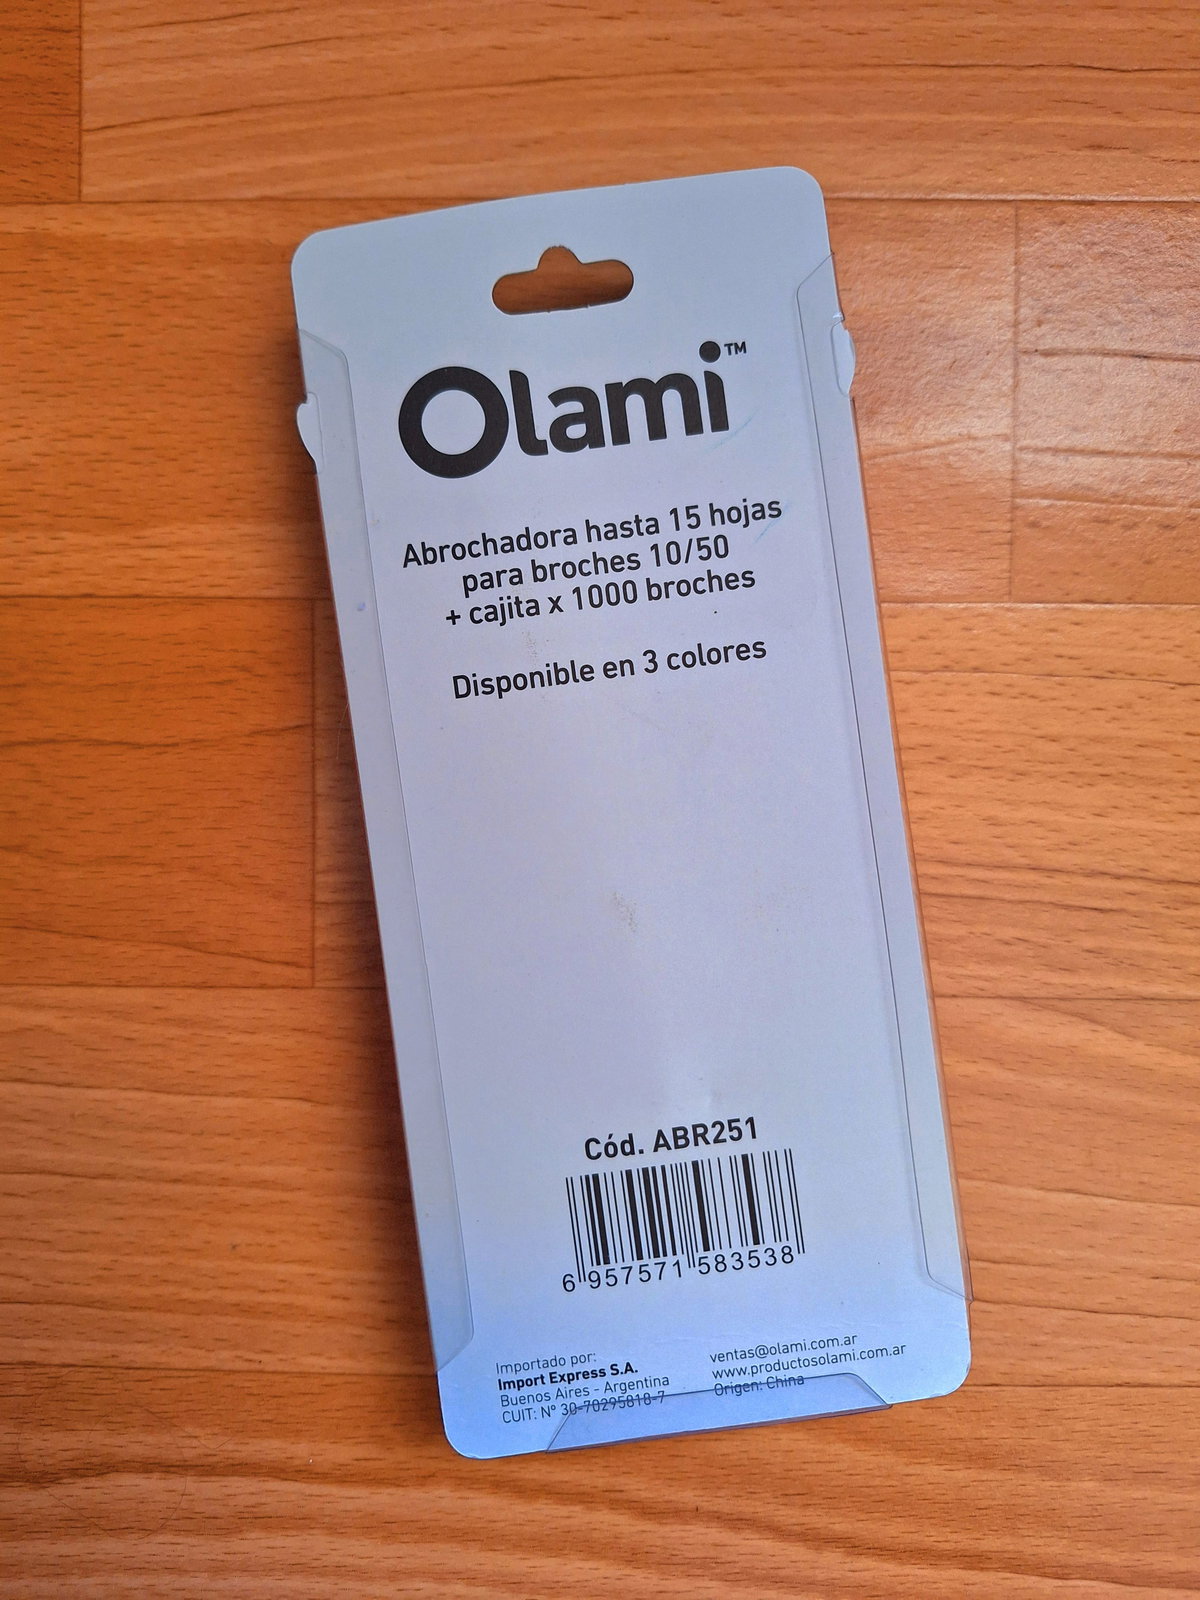 Olami™
Abrochadora hasta 15 hojas
para broches 10/50
+ cajita x 1000 broches
Disponible en 3 colores
Cód. ABR251
6 957571 583538
Importado por:
Import Express S.A.
Buenos Aires - Argentina
CUIT: Nº 30-70295818-7
ventas@olami.com.ar
www.productosolami.com.ar
Origen: China